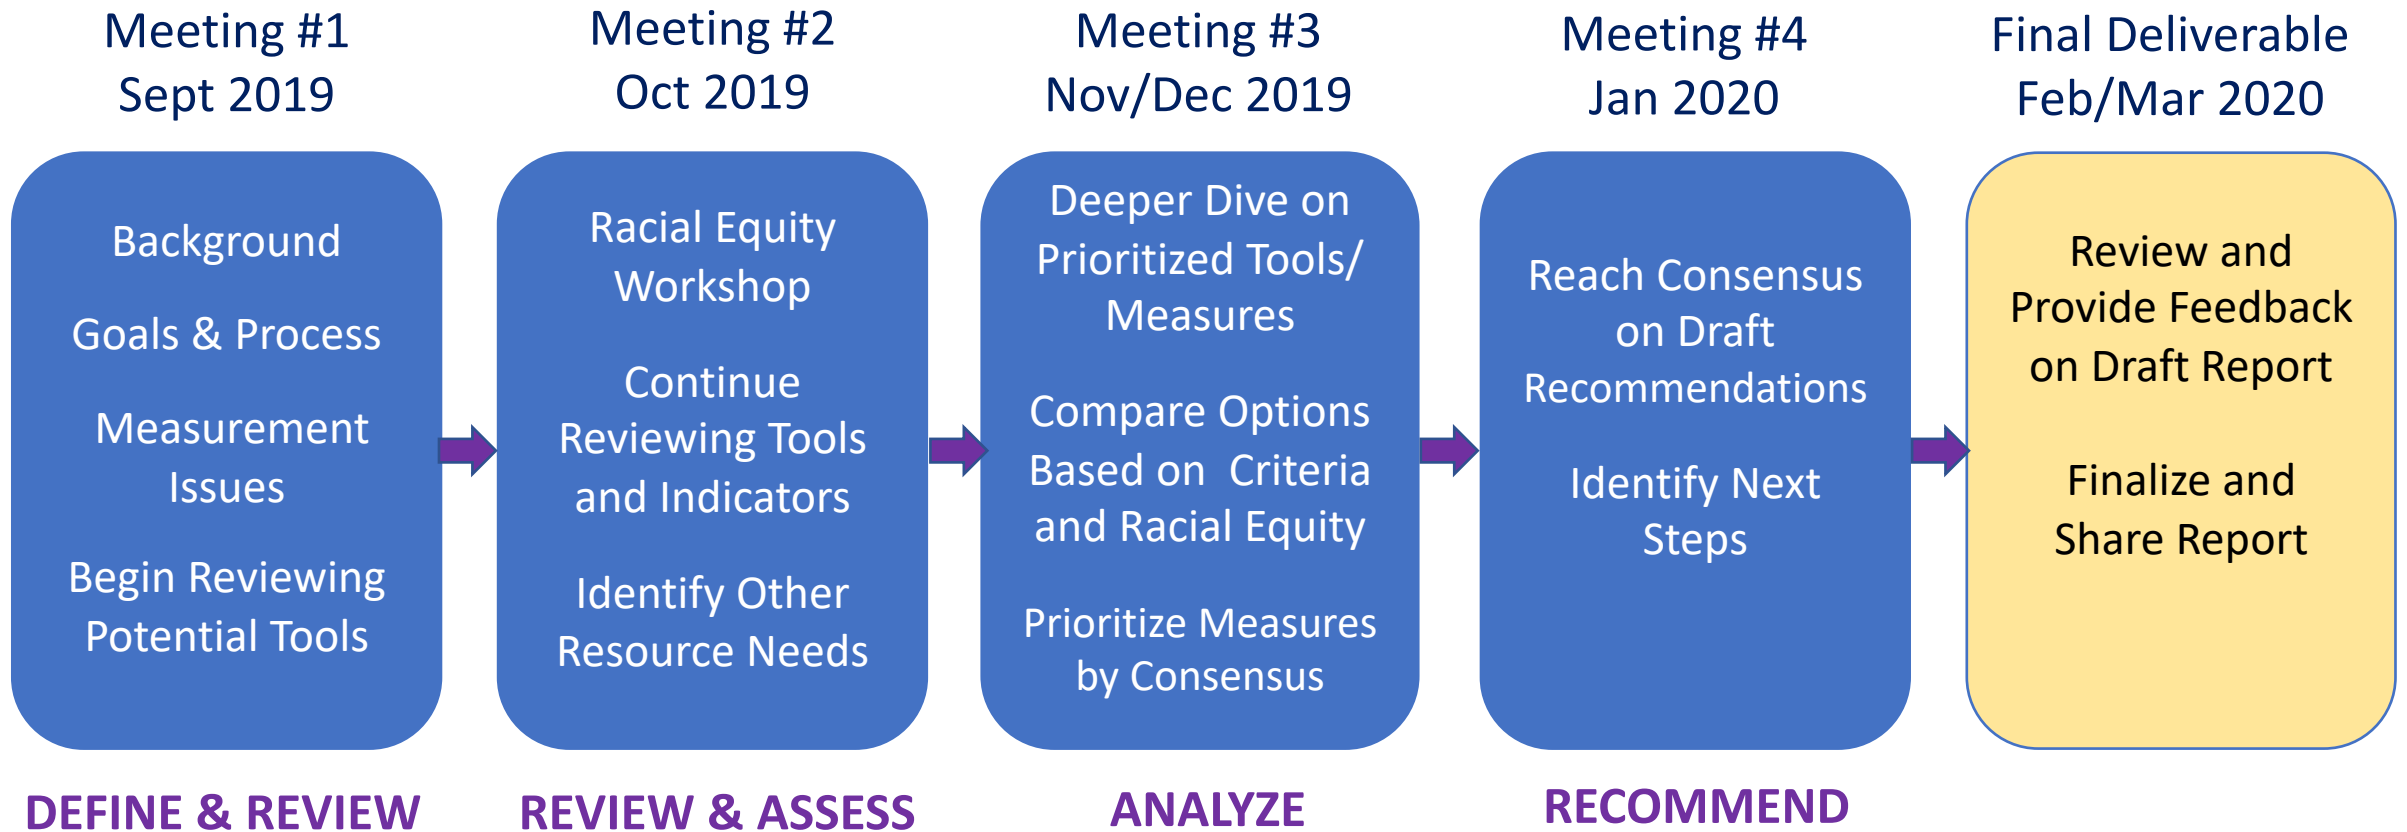 Meeting #1
Sept 2019
Background
Goals & Process
Measurement
Issues
Begin Reviewing
Potential Tools
DEFINE & REVIEW
Meeting #2
Oct 2019
Racial Equity
Workshop
Continue
Reviewing Tools
and Indicators
Identify Other
Resource Needs
REVIEW & ASSESS
Meeting #3
Nov/Dec 2019
Deeper Dive on
Prioritized Tools/
Measures
Compare Options
Based on  Criteria
and Racial Equity
Prioritize Measures
by Consensus
ANALYZE
Meeting #4
Jan 2020
Reach Consensus
on Draft
Recommendations
Identify Next
Steps
RECOMMEND
Final Deliverable
Feb/Mar 2020
Review and
Provide Feedback
on Draft Report
Finalize and
Share Report